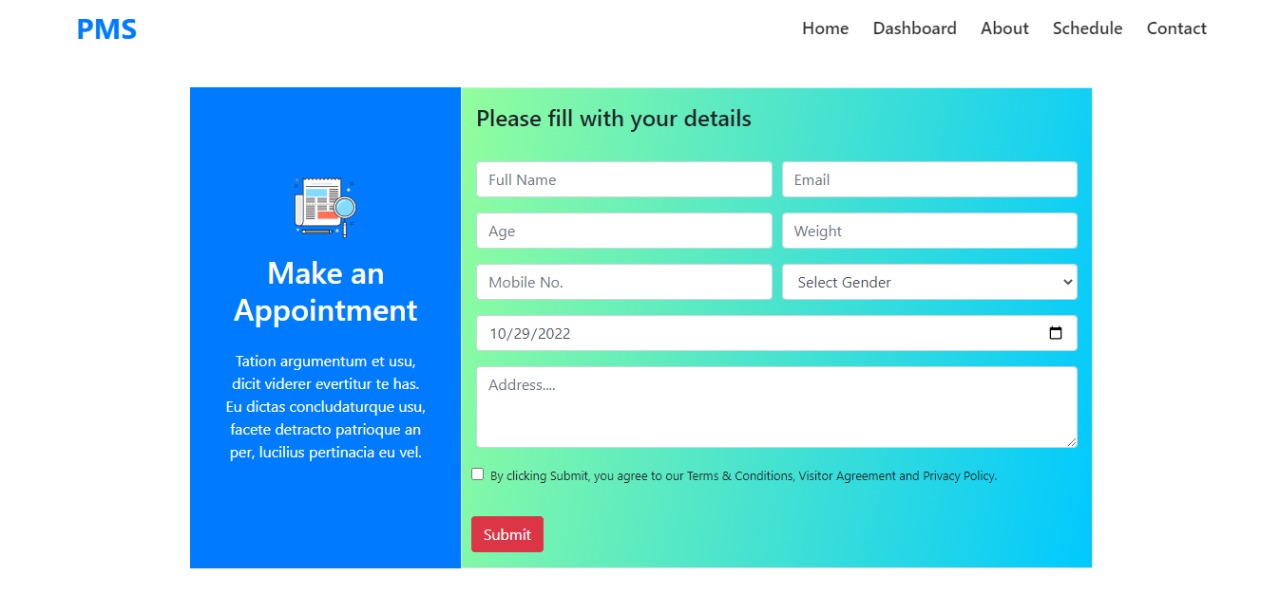 PMS
Home Dashboard About Schedule Contact
Please fill with your details
Full Name
Email
Age
Weight
Mobile No.
Select Gender
10/29/2022
Address....
By clicking Submit, you agree to our Terms & Conditions, Visitor Agreement and Privacy Policy.
Submit
Make an
Appointment
Tation argumentum et usu,
dicit viderer evertitur te has.
Eu dictas concludaturque usu,
facete detracto patrioque an
per, lucilius pertinacia eu vel.